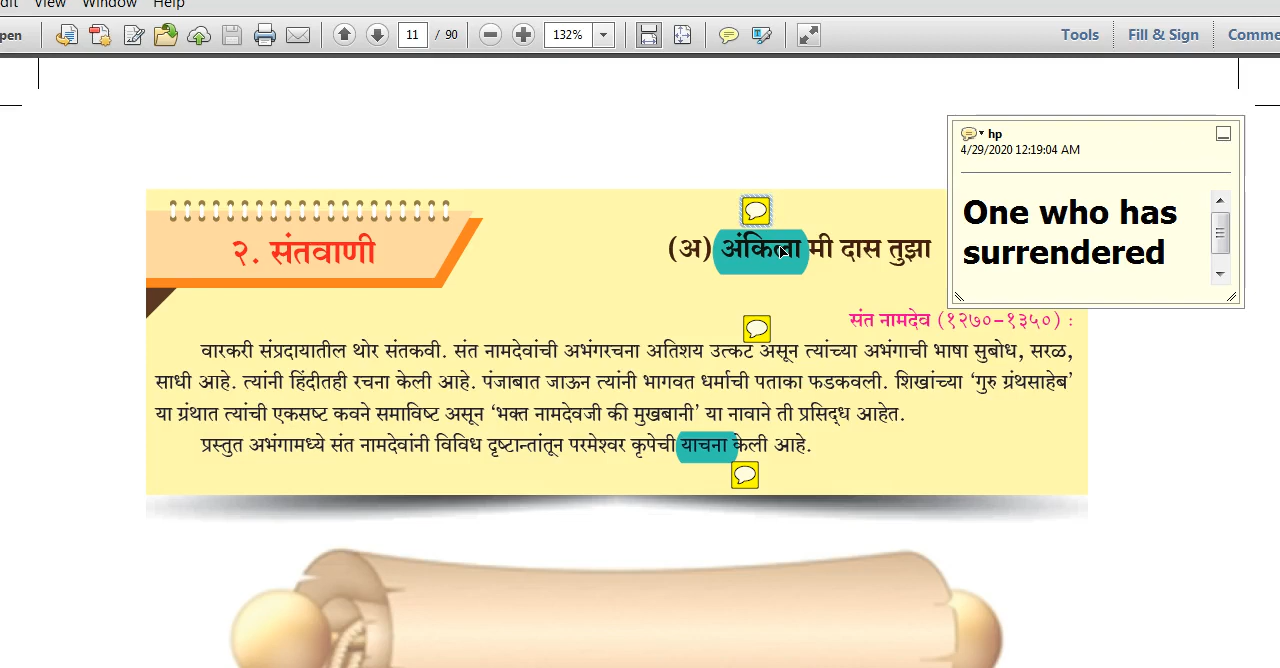 dit View Window Help
pen 11 / 90 132% Tools Fill & Sign Comme
hp
4/29/2020 12:19:04 AM
One who has
surrendered
२. संतवाणी
(अ) अंकिला मी दास तुझा
संत नामदेव (१२७०-१३५०) :
वारकरी संप्रदायातील थोर संतकवी. संत नामदेवांची अभंगरचना अतिशय उत्कट असून त्यांच्या अभंगाची भाषा सुबोध, सरळ,
साधी आहे. त्यांनी हिंदीतही रचना केली आहे. पंजाबात जाऊन त्यांनी भागवत धर्माची पताका फडकवली. शिखांच्या ‘गुरु ग्रंथसाहेब’
या ग्रंथात त्यांची एकसष्ट कवने समाविष्ट असून ‘भक्त नामदेवजी की मुखबानी’ या नावाने ती प्रसिद्ध आहेत.
प्रस्तुत अभंगामध्ये संत नामदेवांनी विविध दृष्टान्तांतून परमेश्वर कृपेची याचना केली आहे.